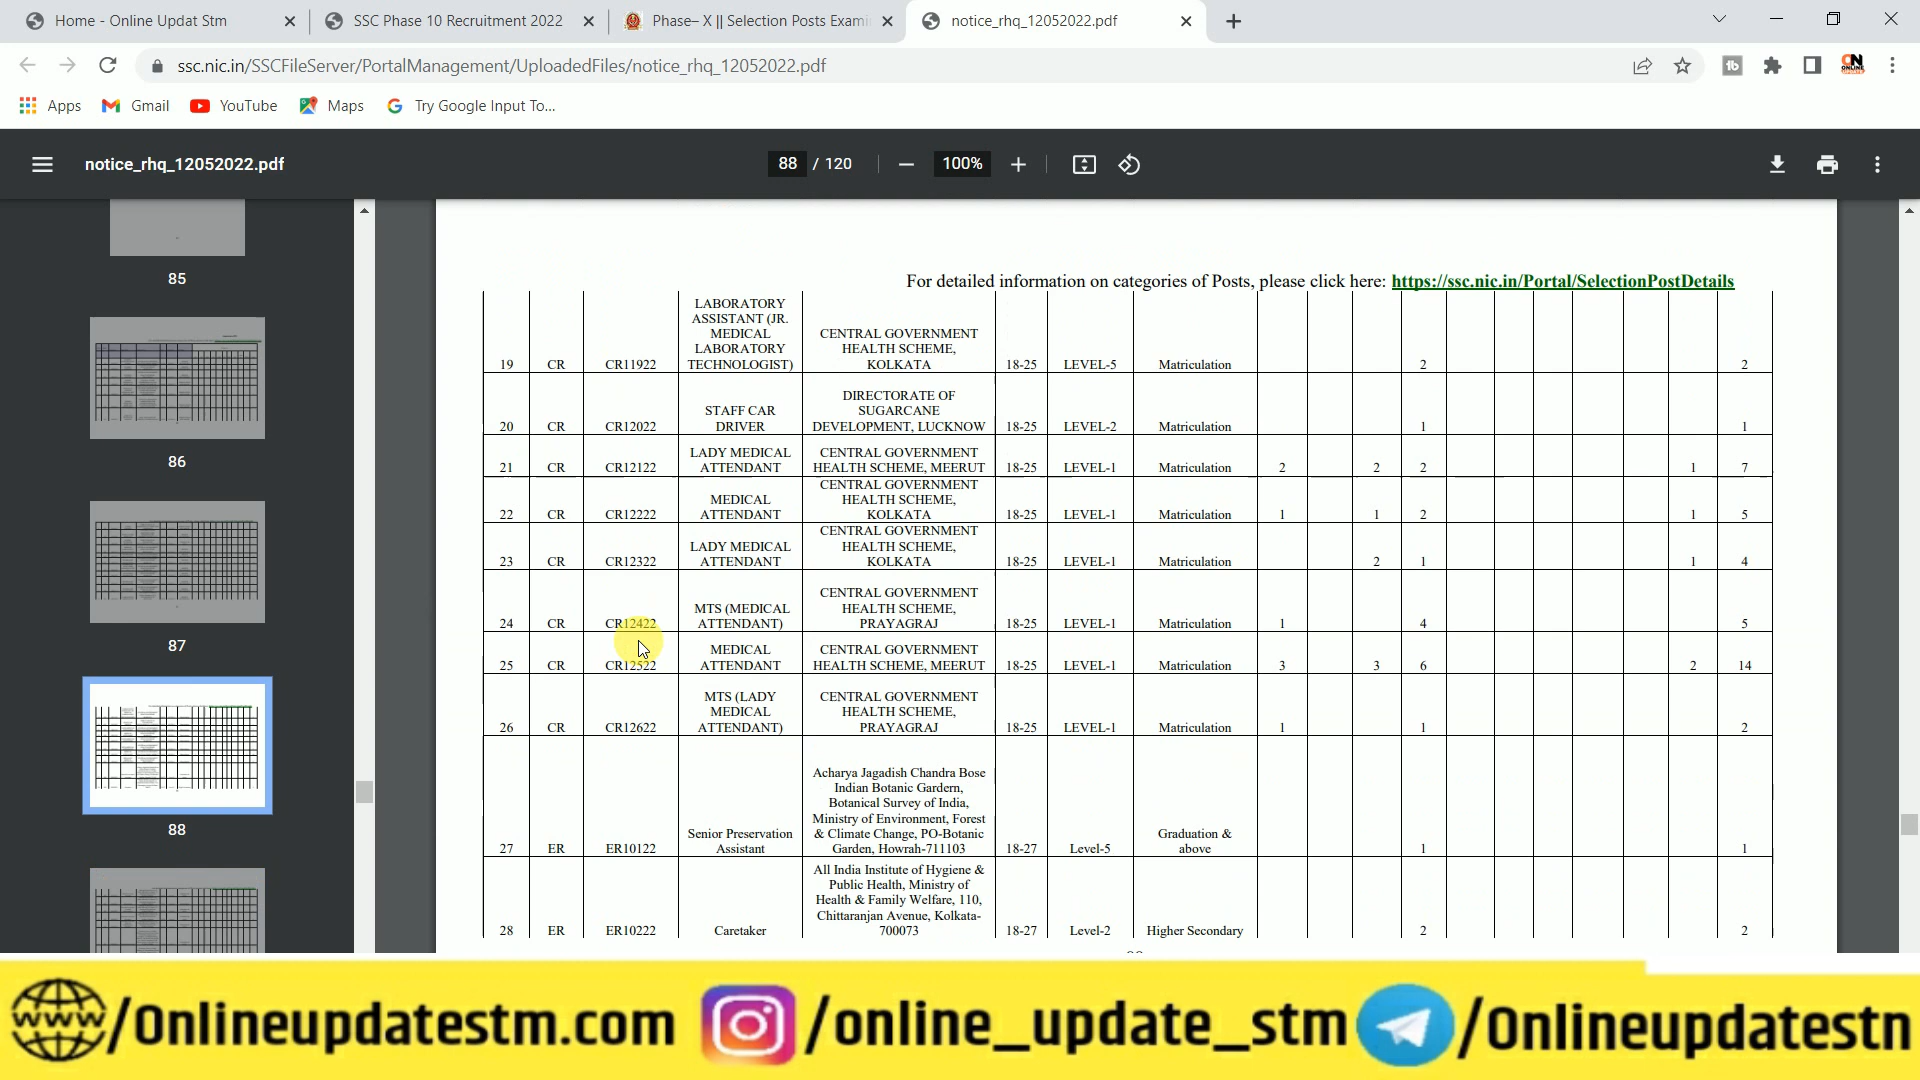 Home - Online Updat Stm
SSC Phase 10 Recruitment 2022
Phase– X || Selection Posts Exami
notice_rhq_12052022.pdf
ssc.nic.in/SSCFileServer/PortalManagement/UploadedFiles/notice_rhq_12052022.pdf
Apps Gmail YouTube Maps Try Google Input To...
notice_rhq_12052022.pdf
88 / 120
100%
85
86
87
88
For detailed information on categories of Posts, please click here: https://ssc.nic.in/Portal/SelectionPostDetails
LABORATORY
ASSISTANT (JR.
MEDICAL
LABORATORY
TECHNOLOGIST)
CENTRAL GOVERNMENT
HEALTH SCHEME,
KOLKATA
19 CR CR11922 18-25 LEVEL-5 Matriculation 2 2
STAFF CAR
DRIVER
DIRECTORATE OF
SUGARCANE
DEVELOPMENT, LUCKNOW
20 CR CR12022 18-25 LEVEL-2 Matriculation 1 1
LADY MEDICAL
ATTENDANT
CENTRAL GOVERNMENT
HEALTH SCHEME, MEERUT
21 CR CR12122 18-25 LEVEL-1 Matriculation 2 2 2 1 7
MEDICAL
ATTENDANT
CENTRAL GOVERNMENT
HEALTH SCHEME,
KOLKATA
22 CR CR12222 18-25 LEVEL-1 Matriculation 1 1 2 1 5
LADY MEDICAL
ATTENDANT
CENTRAL GOVERNMENT
HEALTH SCHEME,
KOLKATA
23 CR CR12322 18-25 LEVEL-1 Matriculation 2 1 1 4
MTS (MEDICAL
ATTENDANT)
CENTRAL GOVERNMENT
HEALTH SCHEME,
PRAYAGRAJ
24 CR CR12422 18-25 LEVEL-1 Matriculation 1 4 5
MEDICAL
ATTENDANT
CENTRAL GOVERNMENT
HEALTH SCHEME, MEERUT
25 CR CR12522 18-25 LEVEL-1 Matriculation 3 3 6 2 14
MTS (LADY
MEDICAL
ATTENDANT)
CENTRAL GOVERNMENT
HEALTH SCHEME,
PRAYAGRAJ
26 CR CR12622 18-25 LEVEL-1 Matriculation 1 1 2
Senior Preservation
Assistant
Acharya Jagadish Chandra Bose
Indian Botanic Gardern,
Botanical Survey of India,
Ministry of Environment, Forest
& Climate Change, PO-Botanic
Garden, Howrah-711103
27 ER ER10122 18-27 Level-5 Graduation &
above 1 1
All India Institute of Hygiene &
Public Health, Ministry of
Health & Family Welfare, 110,
Chittaranjan Avenue, Kolkata-
700073
28 ER ER10222 Caretaker 18-27 Level-2 Higher Secondary 2 2
www/Onlineupdatestm.com /online_update_stm /Onlineupdatestn